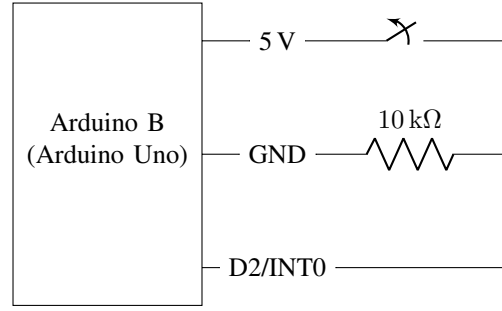 5 V
10 kΩ
Arduino B
(Arduino Uno)
GND
D2/INT0